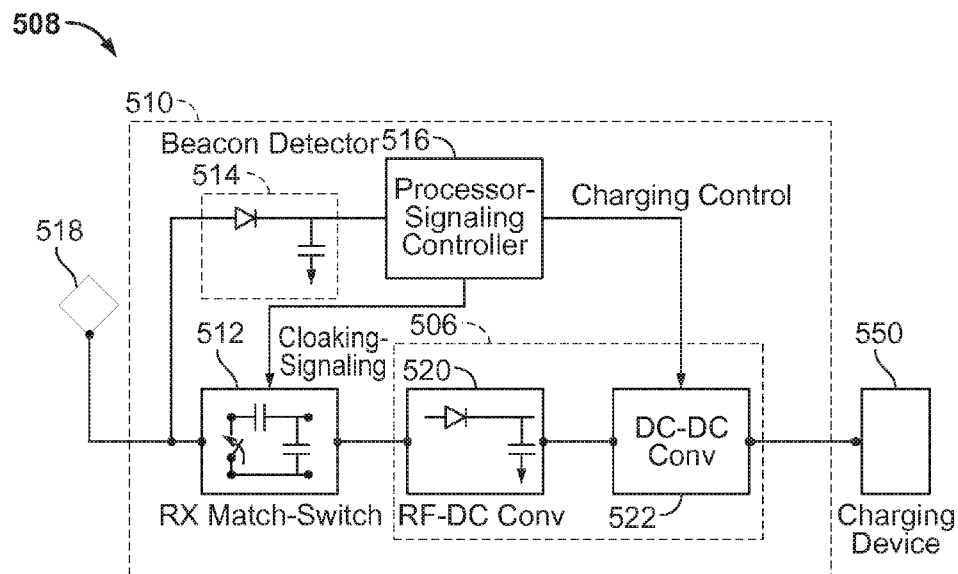 508
510
Beacon Detector
516
514
Processor-
Signaling
Controller
Charging Control
518
512
Cloaking-
Signaling
506
520
550
DC-DC
Conv
RX Match-Switch
RF-DC Conv
522
Charging
Device